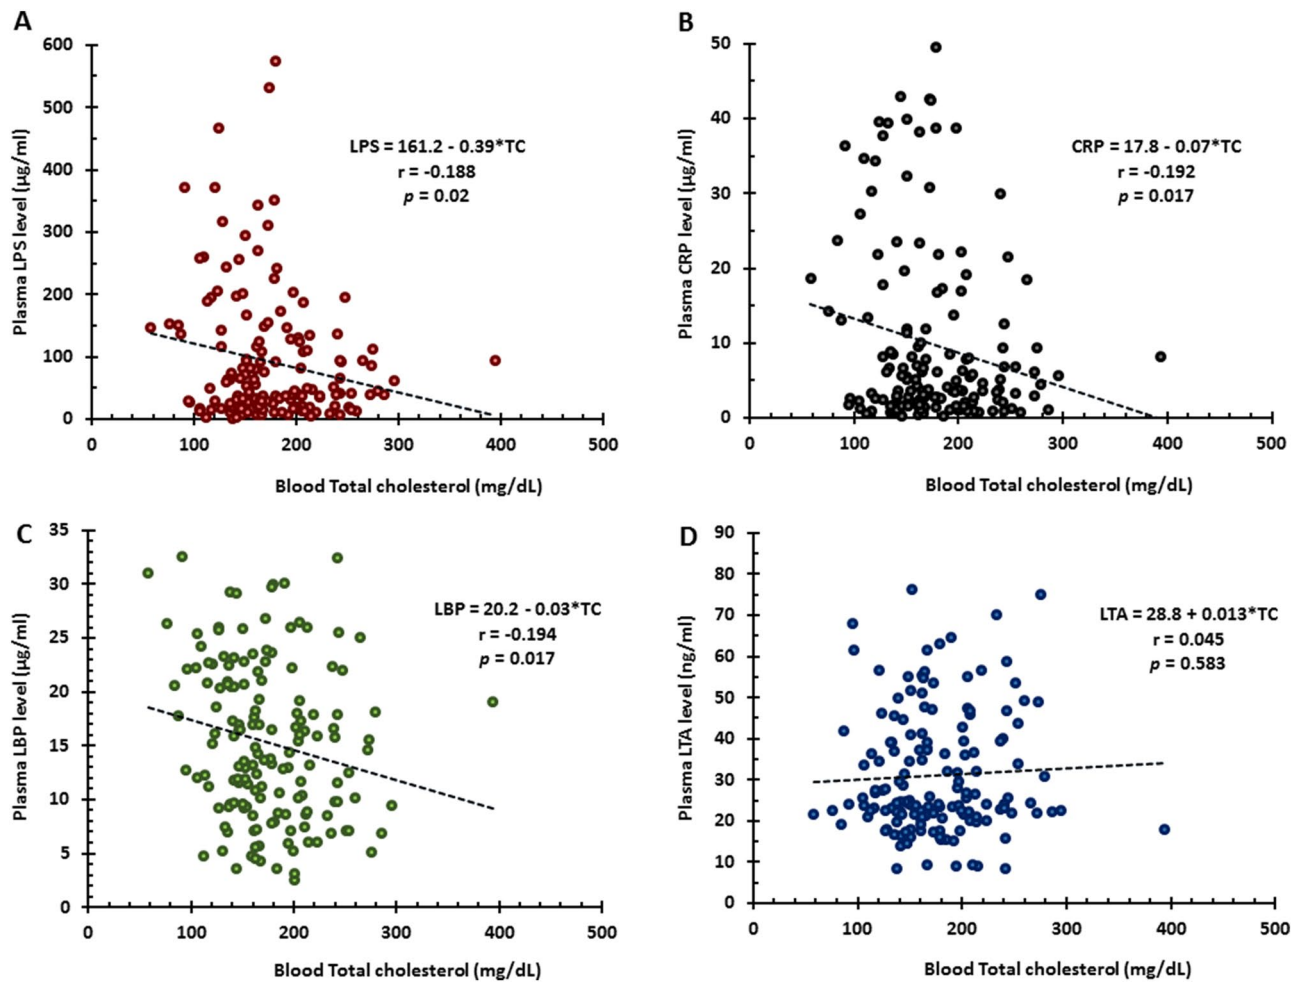 A
Plasma LPS level (µg/ml)
600
500
400
300
200
100
0
LPS = 161.2 - 0.39*TC
r = -0.188
p = 0.02
0 100 200 300 400 500
Blood Total cholesterol (mg/dL)
B
Plasma CRP level (µg/ml)
50
40
30
20
10
0
CRP = 17.8 - 0.07*TC
r = -0.192
p = 0.017
0 100 200 300 400 500
Blood Total cholesterol (mg/dL)
C
Plasma LBP level (µg/ml)
35
30
25
20
15
10
5
0
LBP = 20.2 - 0.03*TC
r = -0.194
p = 0.017
0 100 200 300 400 500
Blood Total cholesterol (mg/dL)
D
Plasma LTA level (ng/ml)
90
80
70
60
50
40
30
20
10
0
LTA = 28.8 + 0.013*TC
r = 0.045
p = 0.583
0 100 200 300 400 500
Blood Total cholesterol (mg/dL)